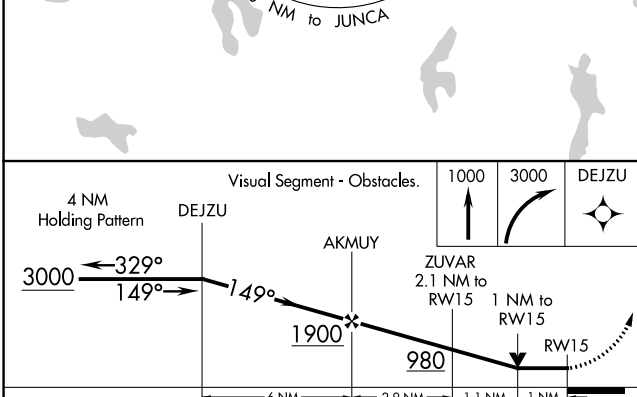 NM to JUNCA
Visual Segment - Obstacles.
1000
3000
DEJZU
4 NM
Holding Pattern
DEJZU
AKMUY
ZUVAR
2.1 NM to
RW15
1 NM to
RW15
RW15
3000
329°
149°
149°
1900
980
6 NM
2.9 NM
1.1 NM
1 NM